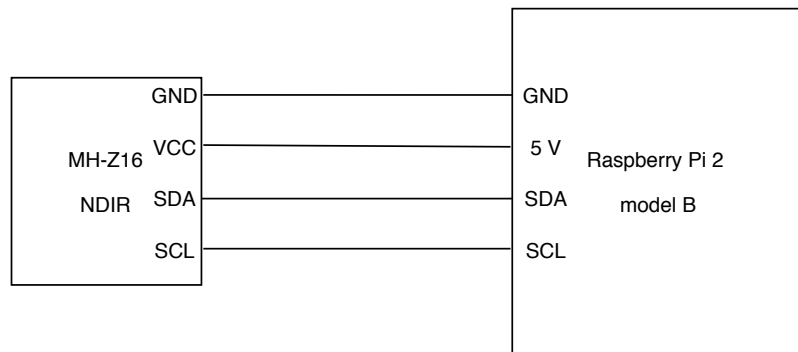 GND
VCC
MH-Z16
NDIR
SDA
SCL
GND
5 V
Raspberry Pi 2
model B
SDA
SCL